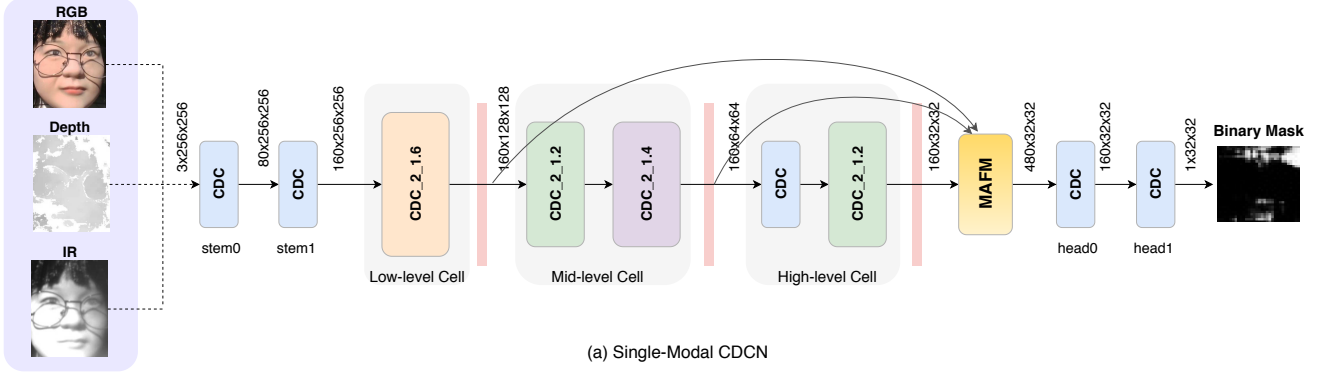 RGB
Depth
IR
3x256x256
CDC
stem0
80x256x256
CDC
stem1
160x256x256
CDC_2_1.6
Low-level Cell
160x128x128
CDC_2_1.2
CDC_2_1.4
Mid-level Cell
160x64x64
CDC
CDC_2_1.2
High-level Cell
160x32x32
MAFM
480x32x32
CDC
head0
160x32x32
CDC
head1
1x32x32
Binary Mask
(a) Single-Modal CDCN